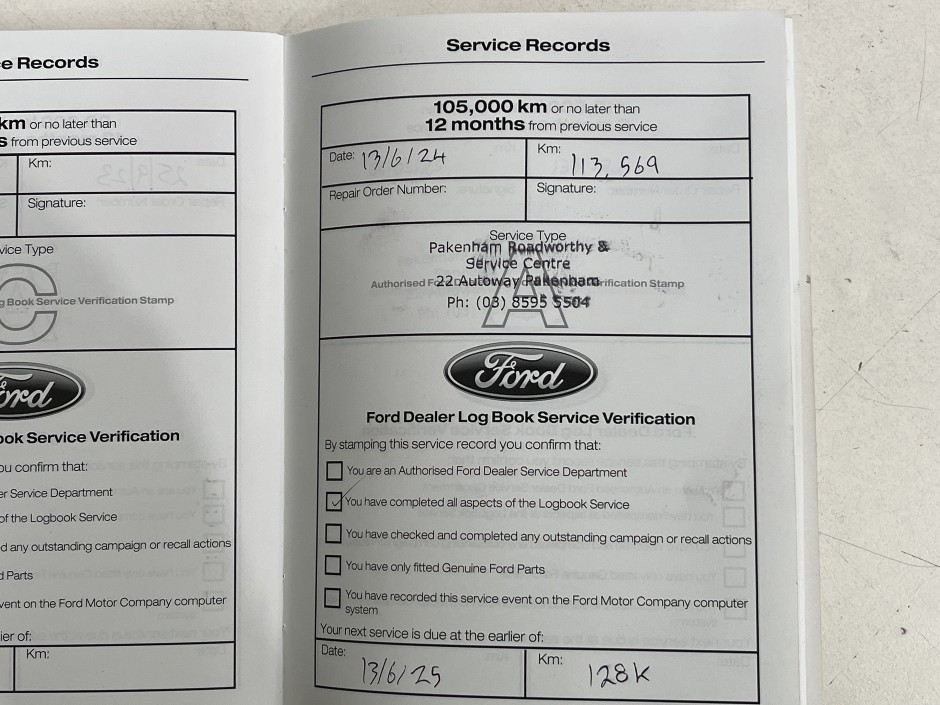 e Records
km or no later than
s from previous service
Km:
Signature:
vice Type
C
g Book Service Verification Stamp
ord
ook Service Verification
ou confirm that:
er Service Department
of the Logbook Service
d any outstanding campaign or recall actions
d Parts
vent on the Ford Motor Company computer
ier of:
Km:
Service Records
105,000 km or no later than
12 months from previous service
Date: 13/6/24
Km: 113,569
Repair Order Number:
Signature:
Service Type
Pakenham Roadworthy &
Service Centre
A
22 Autoway Pakenham
Authorised Fo
rification Stamp
Ph: (03) 8595 5504
Ford
Ford Dealer Log Book Service Verification
By stamping this service record you confirm that:
You are an Authorised Ford Dealer Service Department
You have completed all aspects of the Logbook Service
You have checked and completed any outstanding campaign or recall actions
You have only fitted Genuine Ford Parts
You have recorded this service event on the Ford Motor Company computer
system
Your next service is due at the earlier of:
Date: 13/6/25
Km: 128K